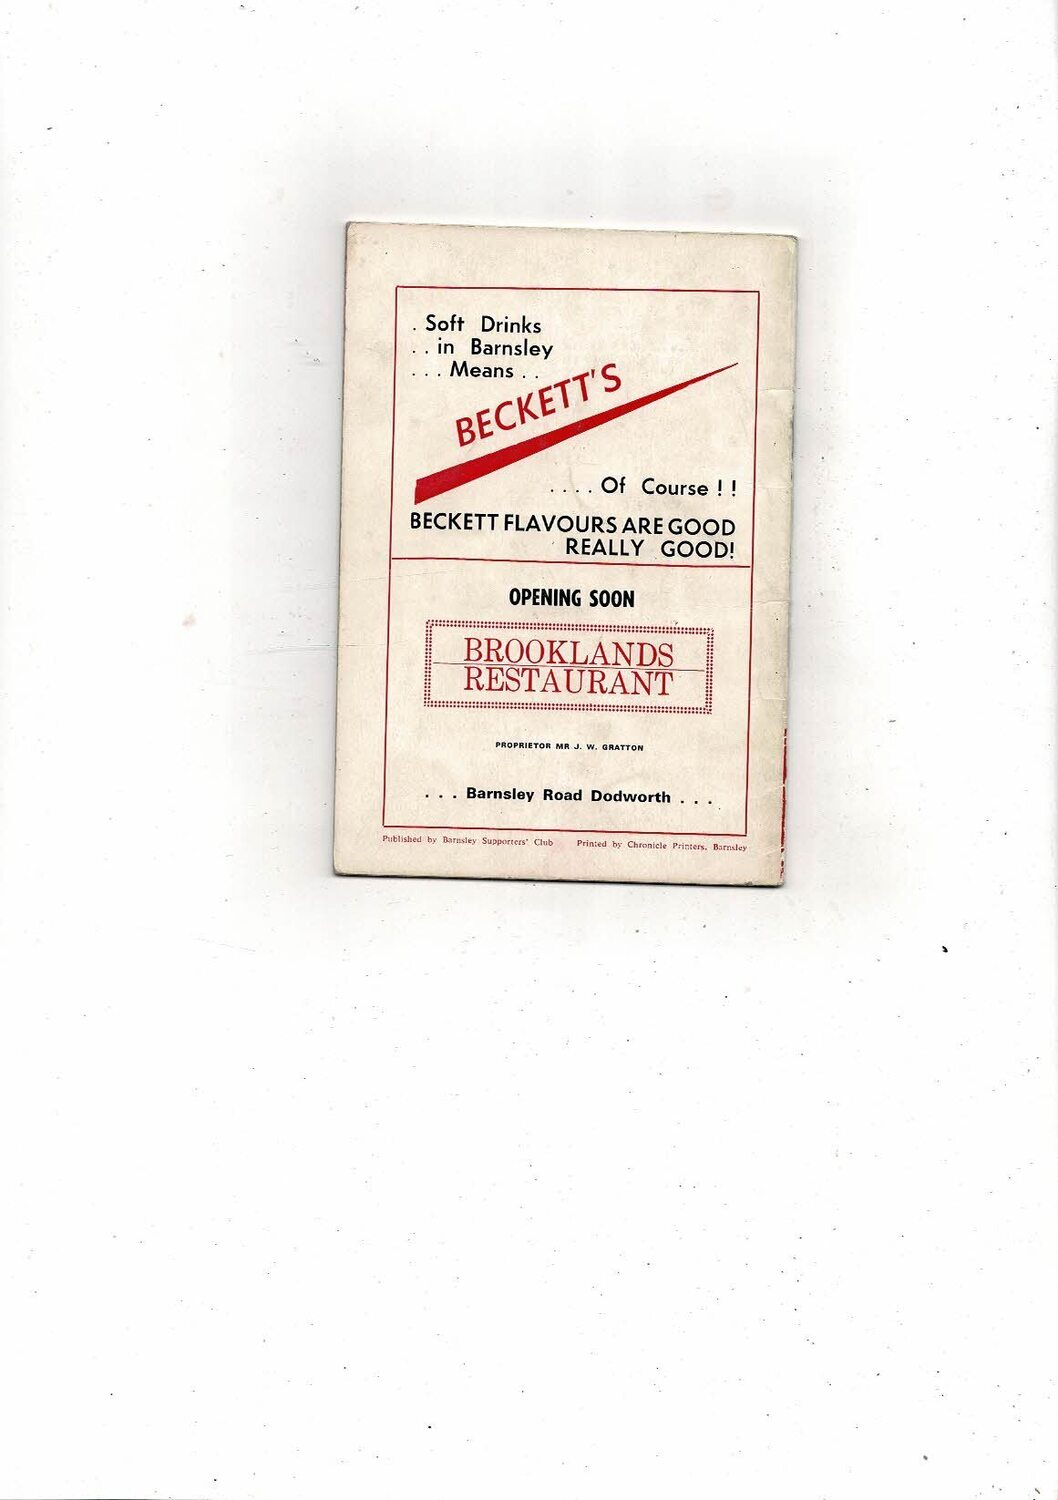 . Soft Drinks
. . in Barnsley
. . . Means . .
BECKETT'S
. . . . Of Course ! !
BECKETT FLAVOURS ARE GOOD
REALLY GOOD!
OPENING SOON
BROOKLANDS
RESTAURANT
PROPRIETOR MR J. W. GRATTON
. . . Barnsley Road Dodworth . . .
Published by Barnsley Supporters' Club Printed by Chronicle Printers, Barnsley